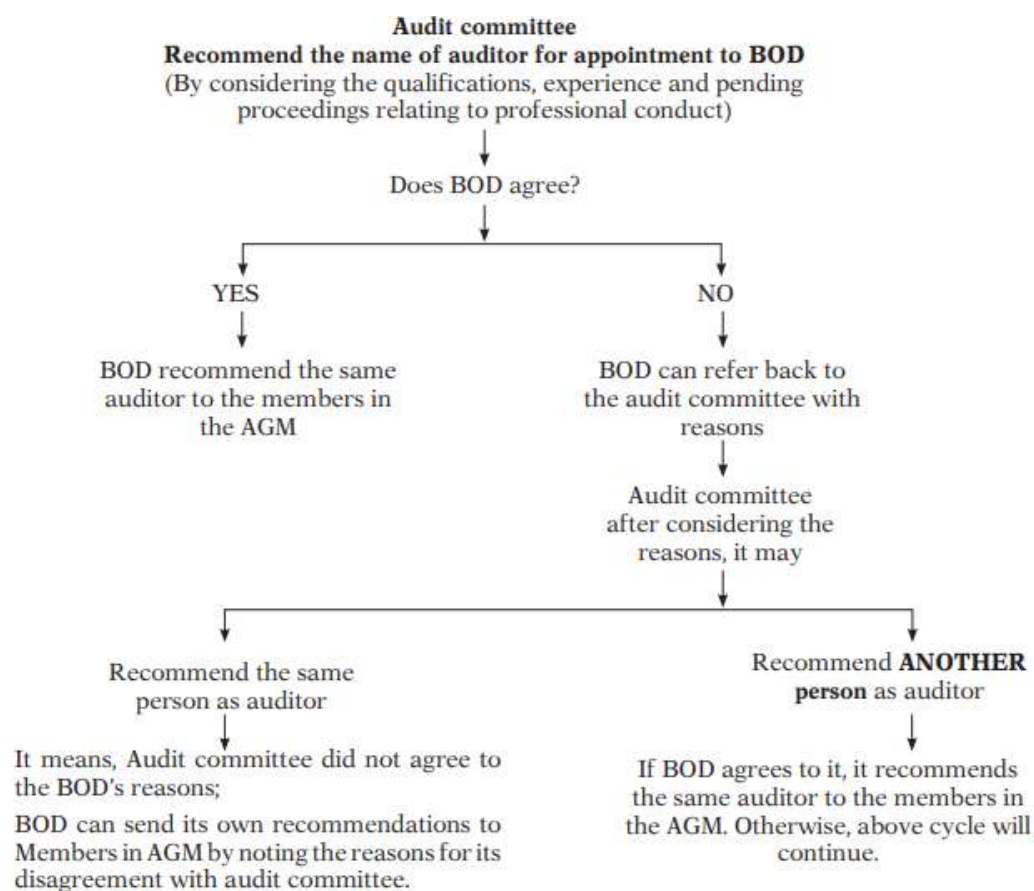 Audit committee
Recommend the name of auditor for appointment to BOD
(By considering the qualifications, experience and pending
proceedings relating to professional conduct)
Does BOD agree?
YES
BOD recommend the same
auditor to the members in
the AGM
NO
BOD can refer back to
the audit committee with
reasons
Audit committee
after considering the
reasons, it may
Recommend the same
person as auditor
It means, Audit committee did not agree to
the BOD's reasons;
BOD can send its own recommendations to
Members in AGM by noting the reasons for its
disagreement with audit committee.
Recommend ANOTHER
person as auditor
If BOD agrees to it, it recommends
the same auditor to the members in
the AGM. Otherwise, above cycle will
continue.